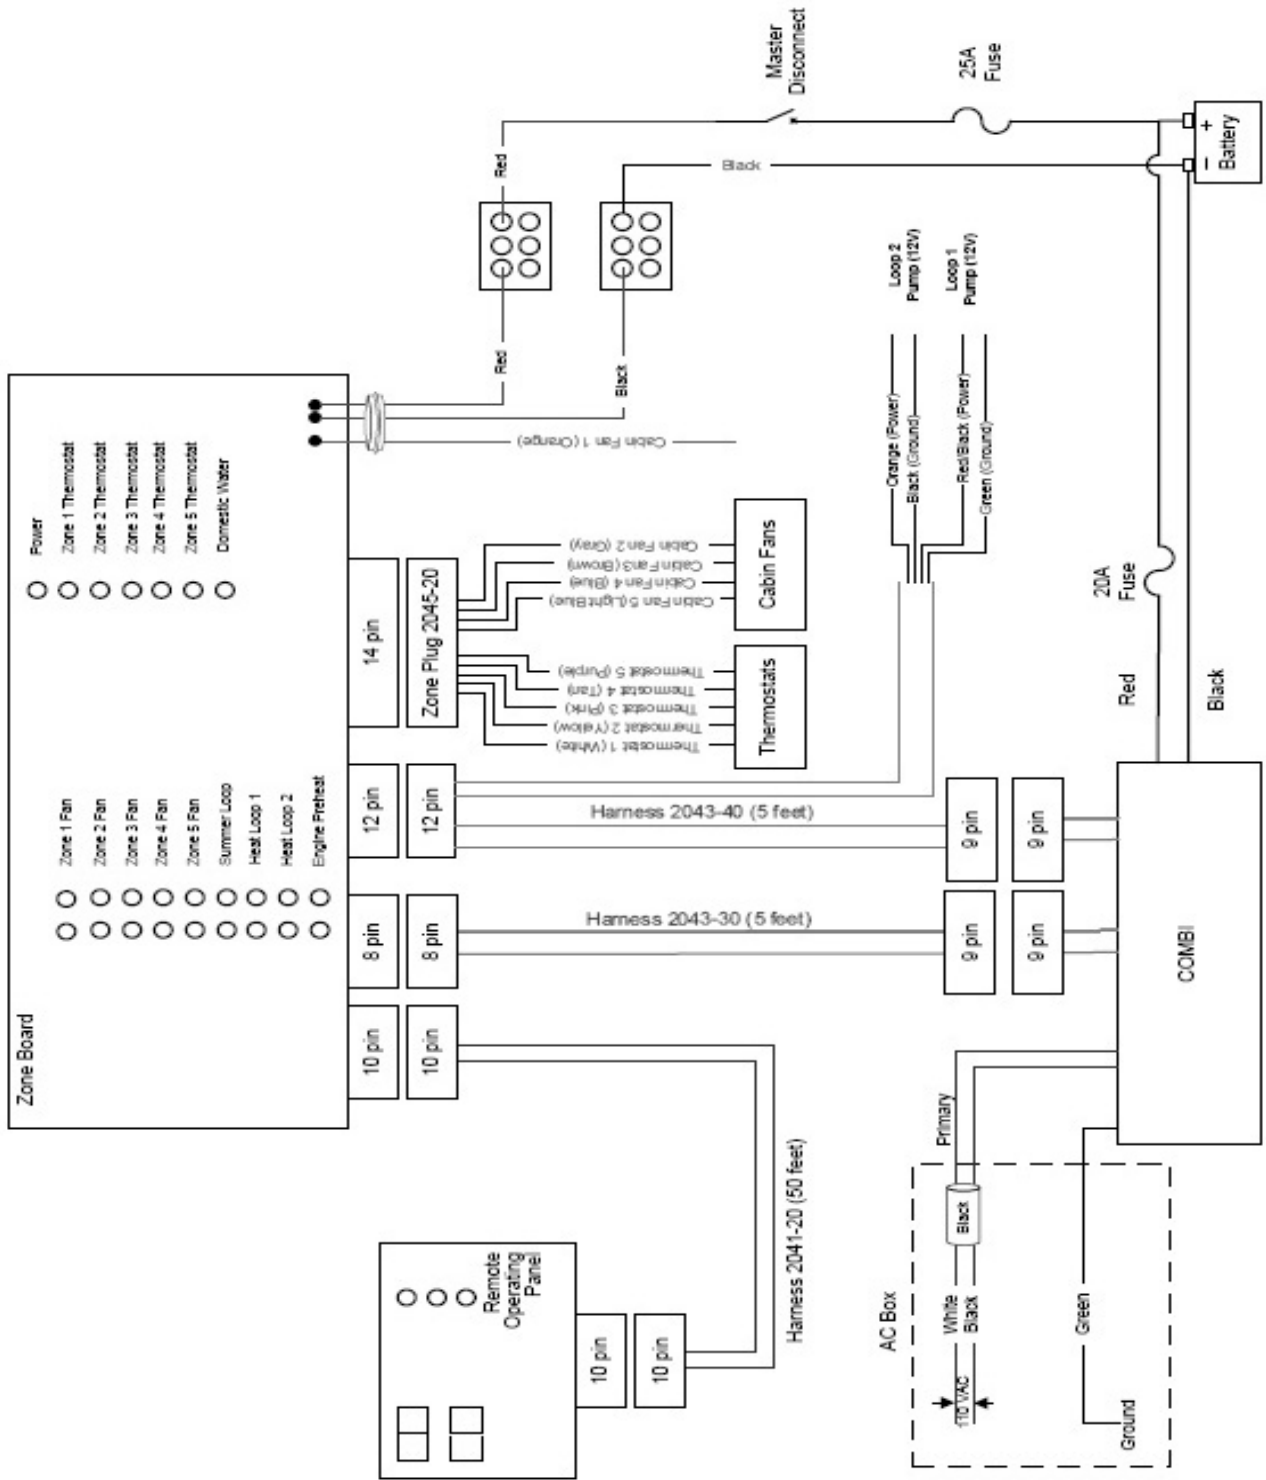 Zone Board
Power
Zone 1 Thermostat
Zone 2 Thermostat
Zone 3 Thermostat
Zone 4 Thermostat
Zone 5 Thermostat
Domestic Water
Zone 1 Fan
Zone 2 Fan
Zone 3 Fan
Zone 4 Fan
Zone 5 Fan
Summer Loop
Heat Loop 1
Heat Loop 2
Engine Preheat
10 pin
8 pin
12 pin
14 pin
10 pin
8 pin
12 pin
Zone Plug 2045-20
Thermostat 1 (White)
Thermostat 2 (Yellow)
Thermostat 3 (Pink)
Thermostat 4 (Tan)
Thermostat 5 (Purple)
Cabin Fan 5 (Light Blue)
Cabin Fan 4 (Blue)
Cabin Fan3 (Brown)
Cabin Fan 2 (Gray)
Cabin Fan 1 (Orange)
Thermostats
Cabin Fans
Red
Red
Black
Black
Master
Disconnect
25A
Fuse
Battery
+
−
Remote
Operating
Panel
10 pin
10 pin
Harness 2041-20 (50 feet)
Harness 2043-30 (5 feet)
Harness 2043-40 (5 feet)
Orange (Power)
Black (Ground)
Red/Black (Power)
Green (Ground)
Loop 2
Pump (12V)
Loop 1
Pump (12V)
9 pin
9 pin
9 pin
9 pin
20A
Fuse
Red
Black
COMBI
AC Box
Primary
Black
White
Black
110 VAC
Green
Ground